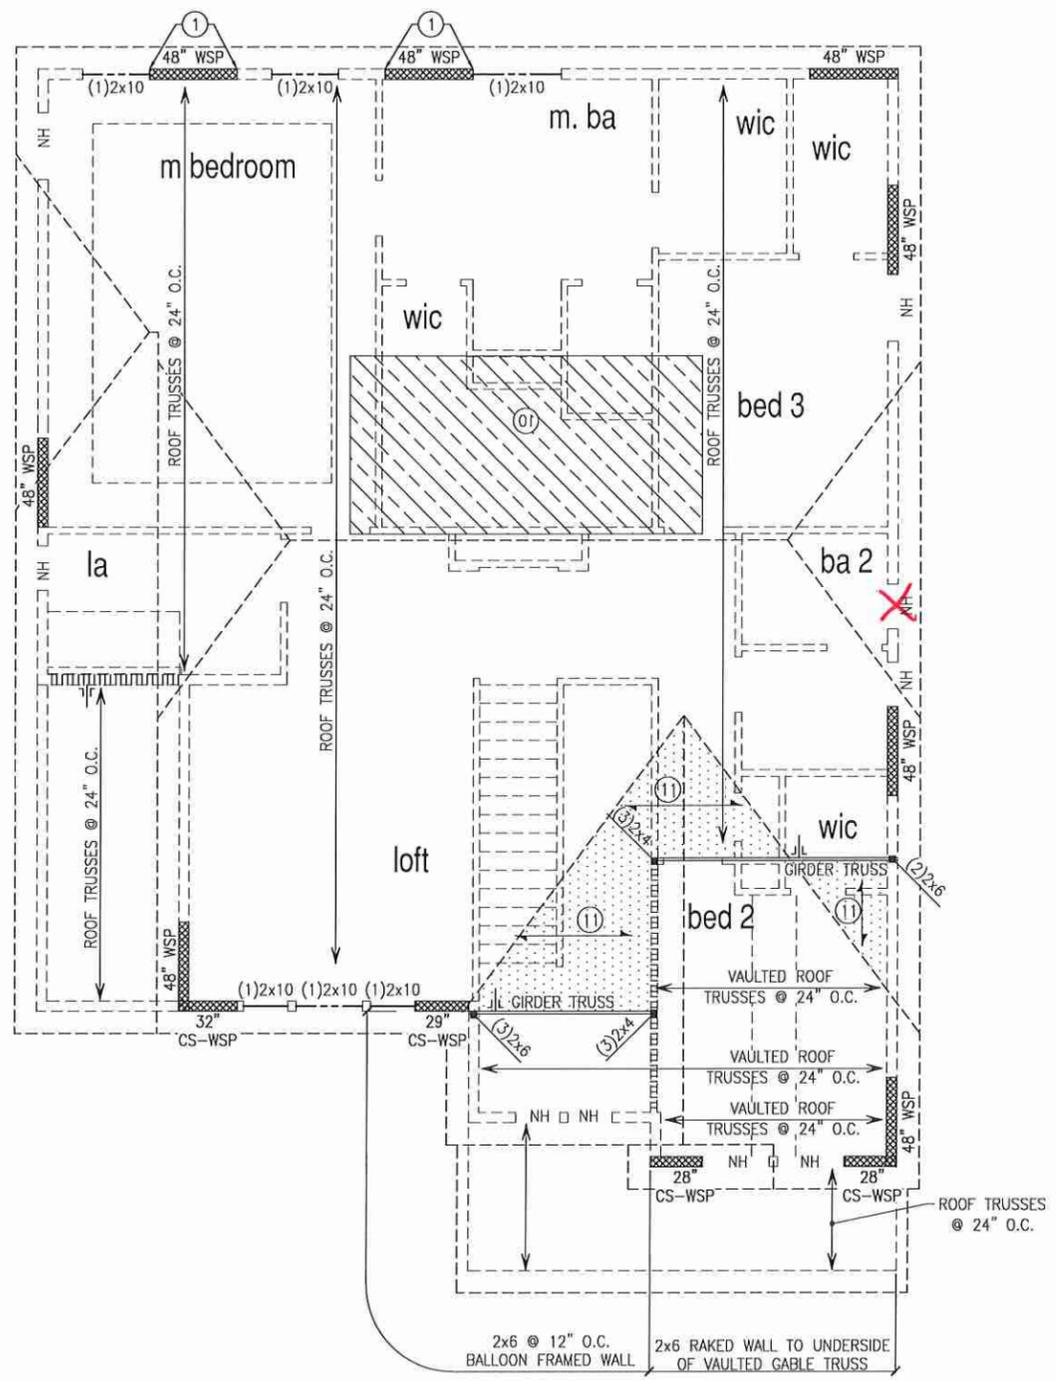 1
1
48" WSP
48" WSP
48" WSP
(1)2x10
(1)2x10
(1)2x10
NH
m. ba
wic
wic
m bedroom
48" WSP
NH
ROOF TRUSSES @ 24" O.C.
ROOF TRUSSES @ 24" O.C.
wic
bed 3
10
48" WSP
NH
la
ROOF TRUSSES @ 24" O.C.
ba 2
NH
NH
48" WSP
ROOF TRUSSES @ 24" O.C.
11
(3)2x4
wic
loft
GIRDER TRUSS
(2)2x6
bed 2
11
11
48" WSP
VAULTED ROOF
TRUSSES @ 24" O.C.
(1)2x10
(1)2x10
(1)2x10
GIRDER TRUSS
32"
CS-WSP
29"
CS-WSP
(3)2x6
(3)2x4
VAULTED ROOF
TRUSSES @ 24" O.C.
VAULTED ROOF
TRUSSES @ 24" O.C.
48" WSP
NH
NH
NH
NH
28"
CS-WSP
28"
CS-WSP
ROOF TRUSSES
@ 24" O.C.
2x6 @ 12" O.C.
BALLOON FRAMED WALL
2x6 RAKED WALL TO UNDERSIDE
OF VAULTED GABLE TRUSS